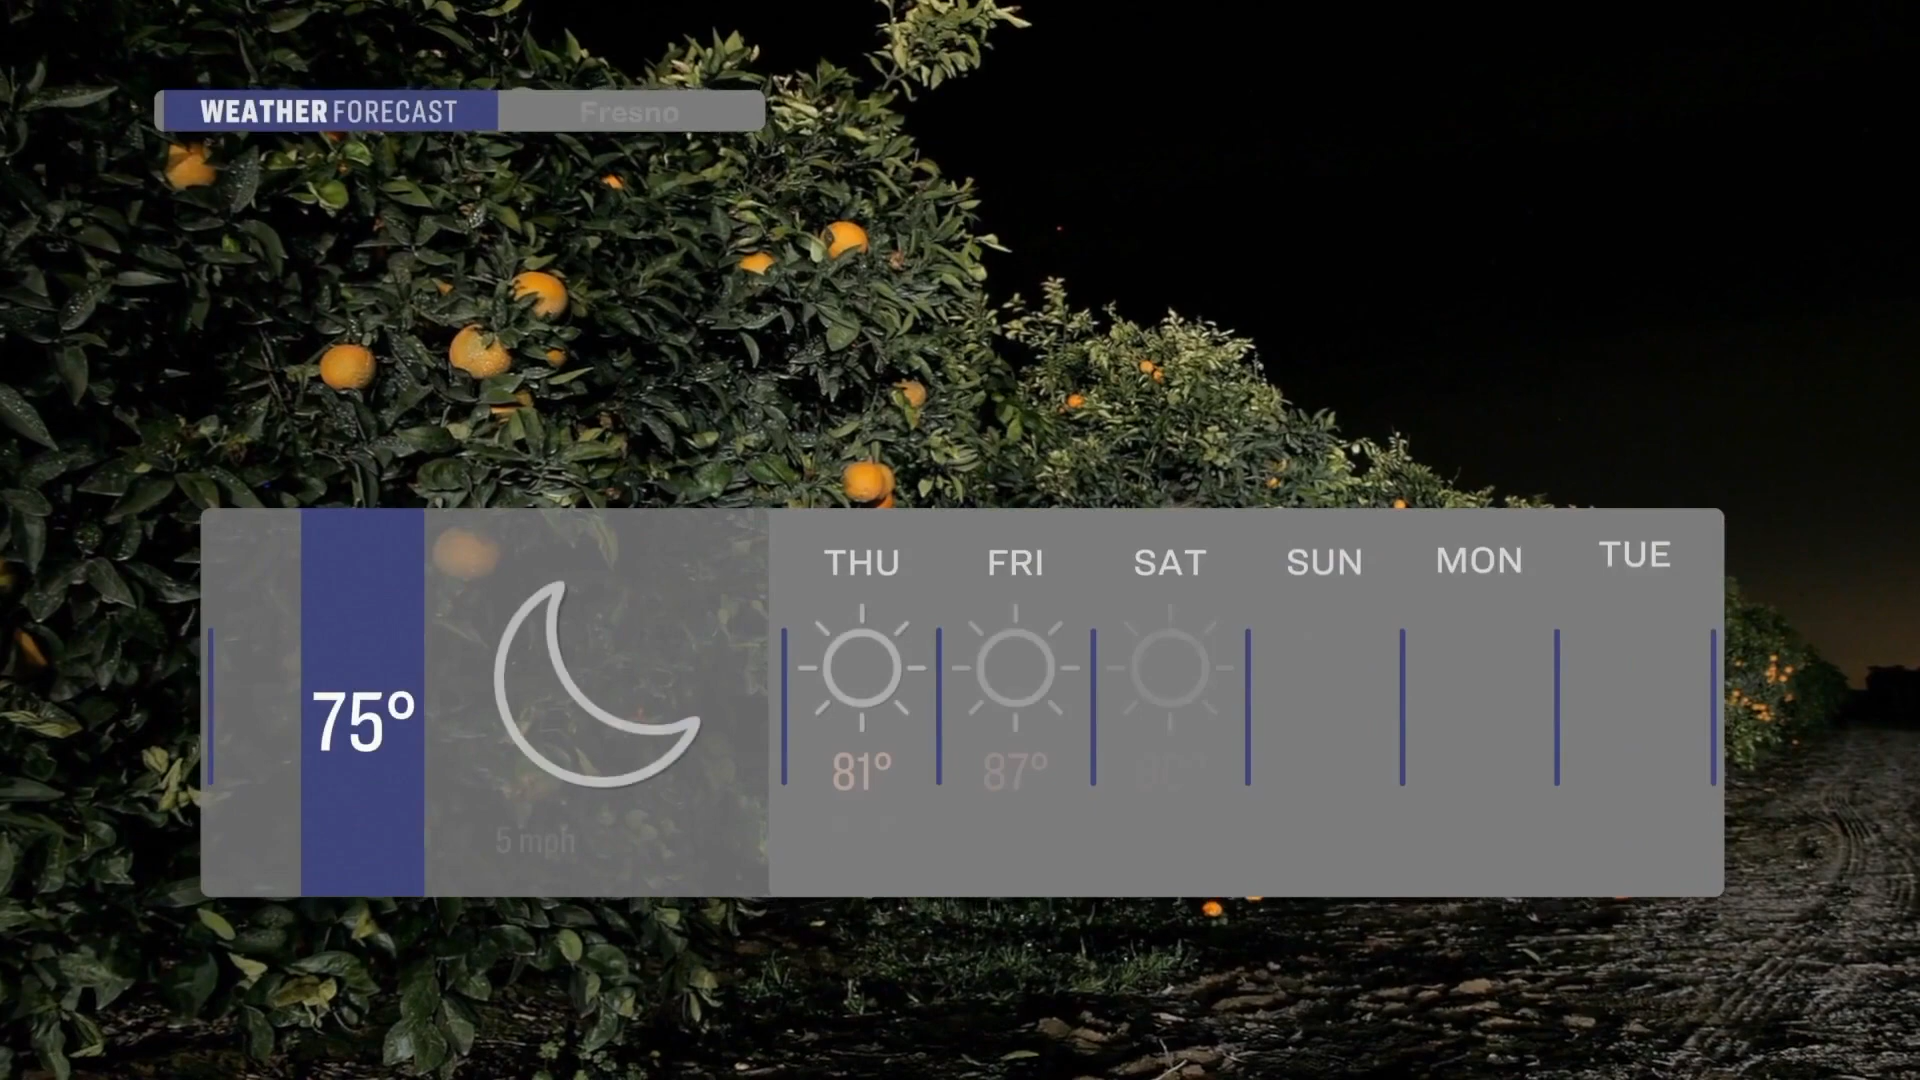 WEATHER FORECAST Fresno
75°
5 mph
THU FRI SAT SUN MON TUE
81° 87°